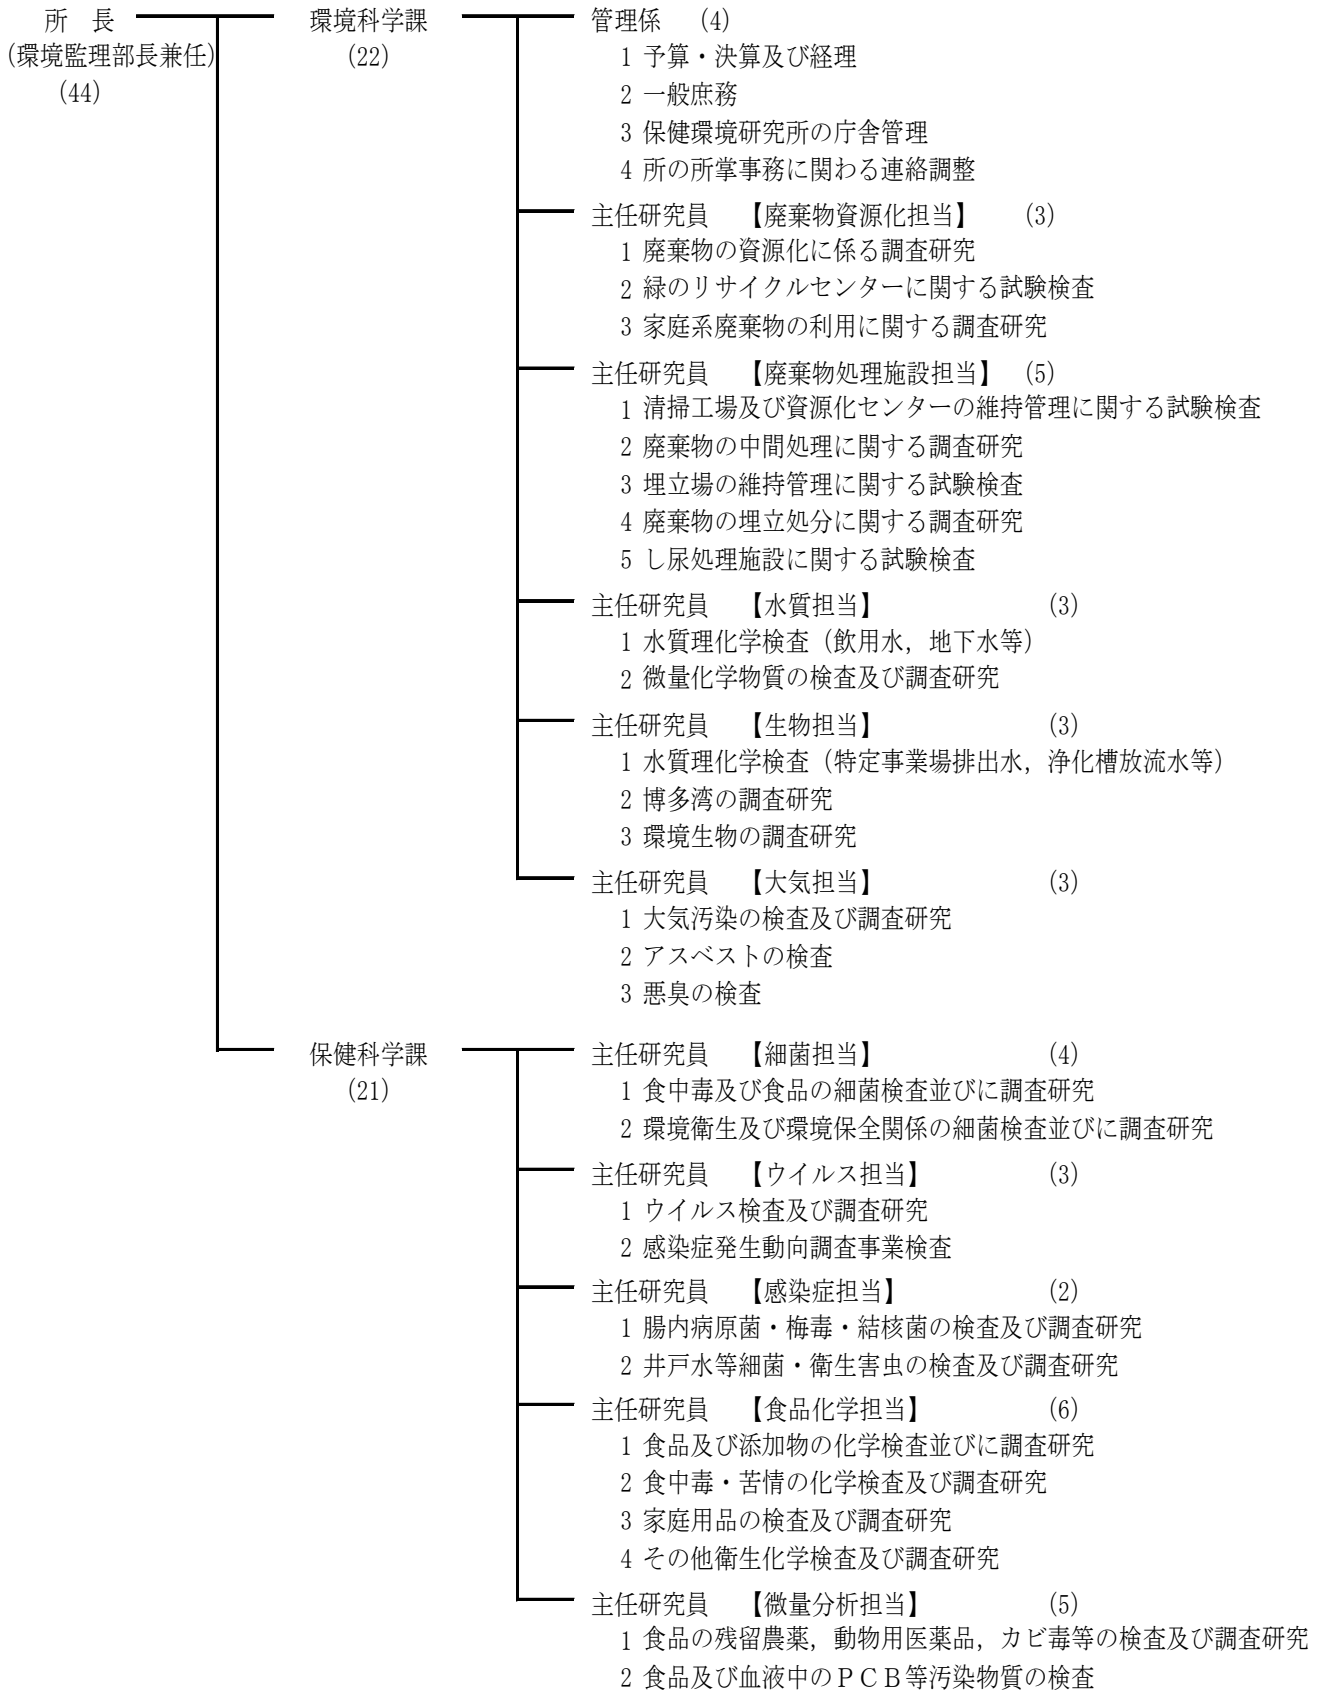 所　長　環境科学課　管理係　(4)
(環境監理部長兼任)　(22)　1 予算・決算及び経理
(44)　2 一般庶務
3 保健環境研究所の庁舎管理
4 所の所掌事務に関わる連絡調整
主任研究員　【廃棄物資源化担当】　(3)
1 廃棄物の資源化に係る調査研究
2 緑のリサイクルセンターに関する試験検査
3 家庭系廃棄物の利用に関する調査研究
主任研究員　【廃棄物処理施設担当】　(5)
1 清掃工場及び資源化センターの維持管理に関する試験検査
2 廃棄物の中間処理に関する調査研究
3 埋立場の維持管理に関する試験検査
4 廃棄物の埋立処分に関する調査研究
5 し尿処理施設に関する試験検査
主任研究員　【水質担当】　(3)
1 水質理化学検査（飲用水，地下水等）
2 微量化学物質の検査及び調査研究
主任研究員　【生物担当】　(3)
1 水質理化学検査（特定事業場排出水，浄化槽放流水等）
2 博多湾の調査研究
3 環境生物の調査研究
主任研究員　【大気担当】　(3)
1 大気汚染の検査及び調査研究
2 アスベストの検査
3 悪臭の検査
保健科学課　主任研究員　【細菌担当】　(4)
(21)　1 食中毒及び食品の細菌検査並びに調査研究
2 環境衛生及び環境保全関係の細菌検査並びに調査研究
主任研究員　【ウイルス担当】　(3)
1 ウイルス検査及び調査研究
2 感染症発生動向調査事業検査
主任研究員　【感染症担当】　(2)
1 腸内病原菌・梅毒・結核菌の検査及び調査研究
2 井戸水等細菌・衛生害虫の検査及び調査研究
主任研究員　【食品化学担当】　(6)
1 食品及び添加物の化学検査並びに調査研究
2 食中毒・苦情の化学検査及び調査研究
3 家庭用品の検査及び調査研究
4 その他衛生化学検査及び調査研究
主任研究員　【微量分析担当】　(5)
1 食品の残留農薬，動物用医薬品，カビ毒等の検査及び調査研究
2 食品及び血液中のＰＣＢ等汚染物質の検査